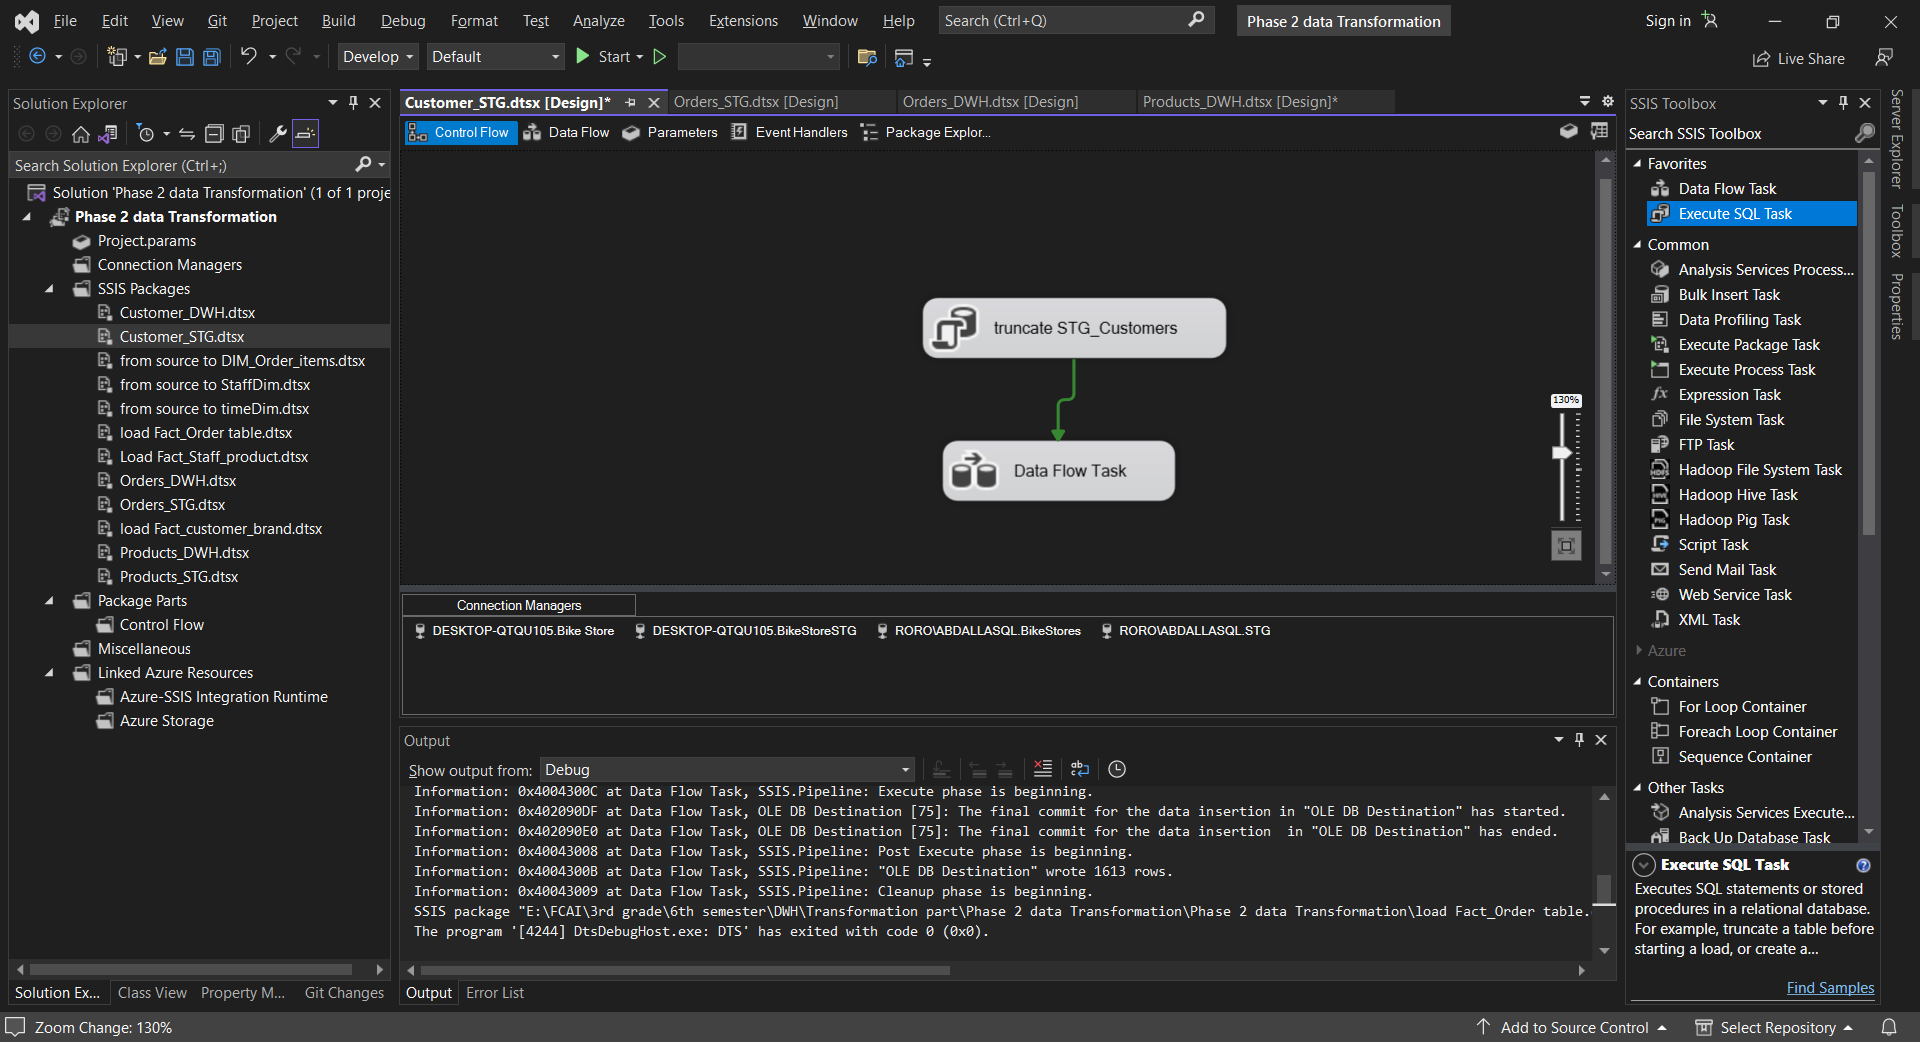 File Edit View Git Project Build Debug Format Test Analyze Tools Extensions Window Help Search (Ctrl+Q) Phase 2 data Transformation Sign in
Develop Default Start Live Share
Solution Explorer
Search Solution Explorer (Ctrl+;)
Solution 'Phase 2 data Transformation' (1 of 1 proje
Phase 2 data Transformation
Project.params
Connection Managers
SSIS Packages
Customer_DWH.dtsx
Customer_STG.dtsx
from source to DIM_Order_items.dtsx
from source to StaffDim.dtsx
from source to timeDim.dtsx
load Fact_Order table.dtsx
Load Fact_Staff_product.dtsx
Orders_DWH.dtsx
Orders_STG.dtsx
load Fact_customer_brand.dtsx
Products_DWH.dtsx
Products_STG.dtsx
Package Parts
Control Flow
Miscellaneous
Linked Azure Resources
Azure-SSIS Integration Runtime
Azure Storage
Solution Ex... Class View Property M... Git Changes
Customer_STG.dtsx [Design]* Orders_STG.dtsx [Design] Orders_DWH.dtsx [Design] Products_DWH.dtsx [Design]*
Control Flow Data Flow Parameters Event Handlers Package Explor...
truncate STG_Customers
Data Flow Task
130%
Connection Managers
DESKTOP-QTQU105.Bike Store DESKTOP-QTQU105.BikeStoreSTG RORO\ABDALLASQL.BikeStores RORO\ABDALLASQL.STG
Output
Show output from: Debug
Information: 0x4004300C at Data Flow Task, SSIS.Pipeline: Execute phase is beginning.
Information: 0x402090DF at Data Flow Task, OLE DB Destination [75]: The final commit for the data insertion in "OLE DB Destination" has started.
Information: 0x402090E0 at Data Flow Task, OLE DB Destination [75]: The final commit for the data insertion  in "OLE DB Destination" has ended.
Information: 0x40043008 at Data Flow Task, SSIS.Pipeline: Post Execute phase is beginning.
Information: 0x4004300B at Data Flow Task, SSIS.Pipeline: "OLE DB Destination" wrote 1613 rows.
Information: 0x40043009 at Data Flow Task, SSIS.Pipeline: Cleanup phase is beginning.
SSIS package "E:\FCAI\3rd grade\6th semester\DWH\Transformation part\Phase 2 data Transformation\Phase 2 data Transformation\load Fact_Order table.
The program '[4244] DtsDebugHost.exe: DTS' has exited with code 0 (0x0).
Output Error List
SSIS Toolbox
Search SSIS Toolbox
Favorites
Data Flow Task
Execute SQL Task
Common
Analysis Services Process...
Bulk Insert Task
Data Profiling Task
Execute Package Task
Execute Process Task
Expression Task
File System Task
FTP Task
Hadoop File System Task
Hadoop Hive Task
Hadoop Pig Task
Script Task
Send Mail Task
Web Service Task
XML Task
Azure
Containers
For Loop Container
Foreach Loop Container
Sequence Container
Other Tasks
Analysis Services Execute...
Back Up Database Task
Execute SQL Task
Executes SQL statements or stored
procedures in a relational database.
For example, truncate a table before
starting a load, or create a...
Find Samples
Server Explorer
Toolbox
Properties
Zoom Change: 130% Add to Source Control Select Repository